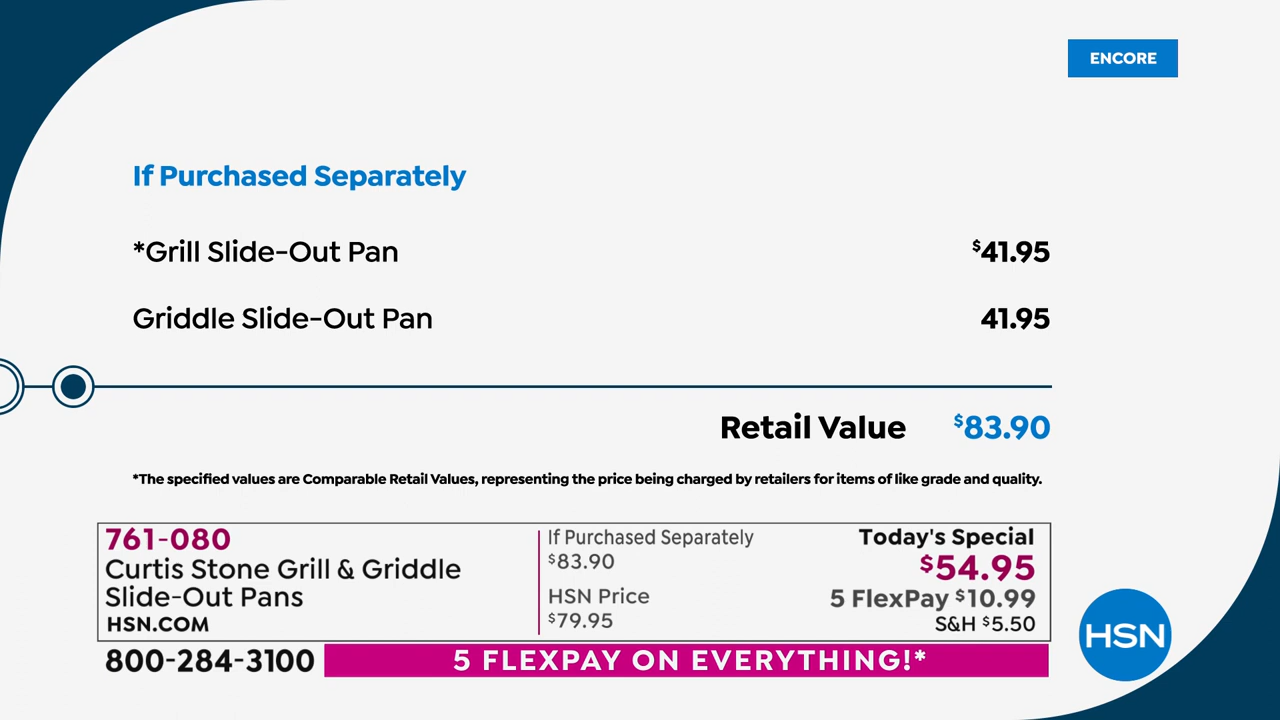 ENCORE
If Purchased Separately
*Grill Slide-Out Pan $41.95
Griddle Slide-Out Pan 41.95
Retail Value $83.90
*The specified values are Comparable Retail Values, representing the price being charged by retailers for items of like grade and quality.
761-080
Curtis Stone Grill & Griddle
Slide-Out Pans
HSN.COM
If Purchased Separately
$83.90
HSN Price
$79.95
Today's Special
$54.95
5 FlexPay $10.99
S&H $5.50
HSN
800-284-3100
5 FLEXPAY ON EVERYTHING!*